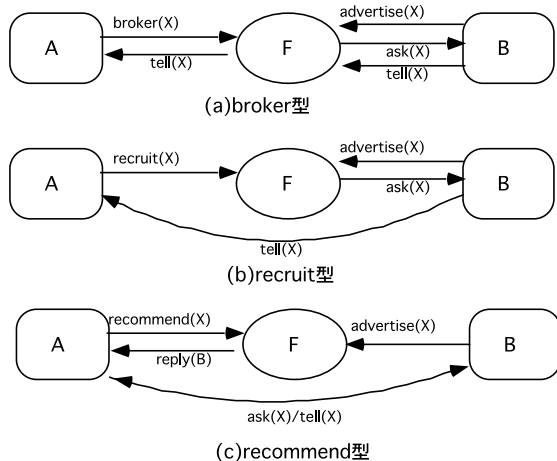 broker(X)
advertise(X)
A
F
B
tell(X)
ask(X)
tell(X)
(a)broker型
recruit(X)
advertise(X)
A
F
B
ask(X)
tell(X)
(b)recruit型
recommend(X)
advertise(X)
A
F
B
reply(B)
ask(X)/tell(X)
(c)recommend型